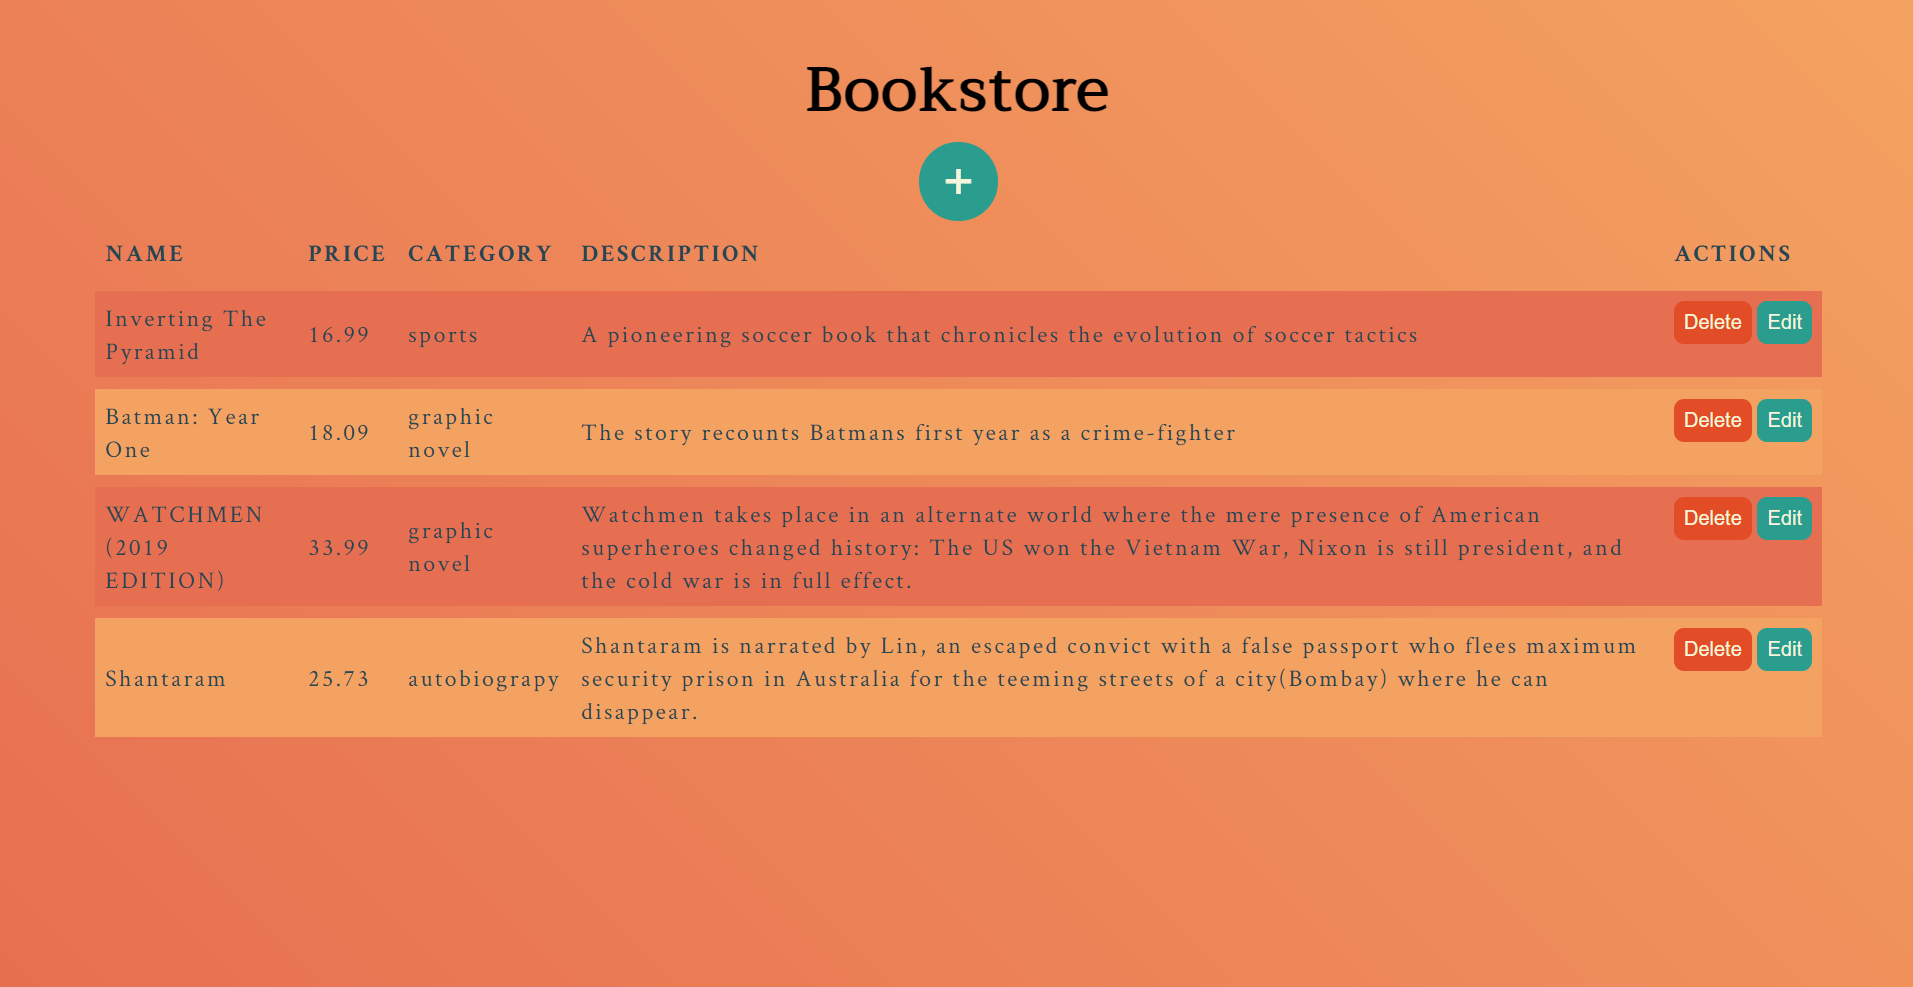 Bookstore
+
NAME PRICE CATEGORY DESCRIPTION ACTIONS
Inverting The
Pyramid
16.99
sports
A pioneering soccer book that chronicles the evolution of soccer tactics
Delete Edit
Batman: Year
One
18.09
graphic
novel
The story recounts Batmans first year as a crime-fighter
Delete Edit
WATCHMEN
(2019
EDITION)
33.99
graphic
novel
Watchmen takes place in an alternate world where the mere presence of American
superheroes changed history: The US won the Vietnam War, Nixon is still president, and
the cold war is in full effect.
Delete Edit
Shantaram
25.73
autobiograpy
Shantaram is narrated by Lin, an escaped convict with a false passport who flees maximum
security prison in Australia for the teeming streets of a city(Bombay) where he can
disappear.
Delete Edit